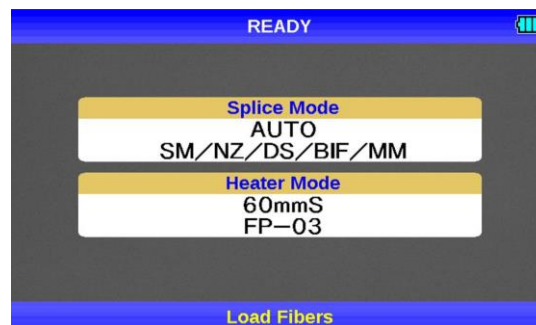 READY
Splice Mode
AUTO
SM/NZ/DS/BIF/MM
Heater Mode
60mmS
FP-03
Load Fibers